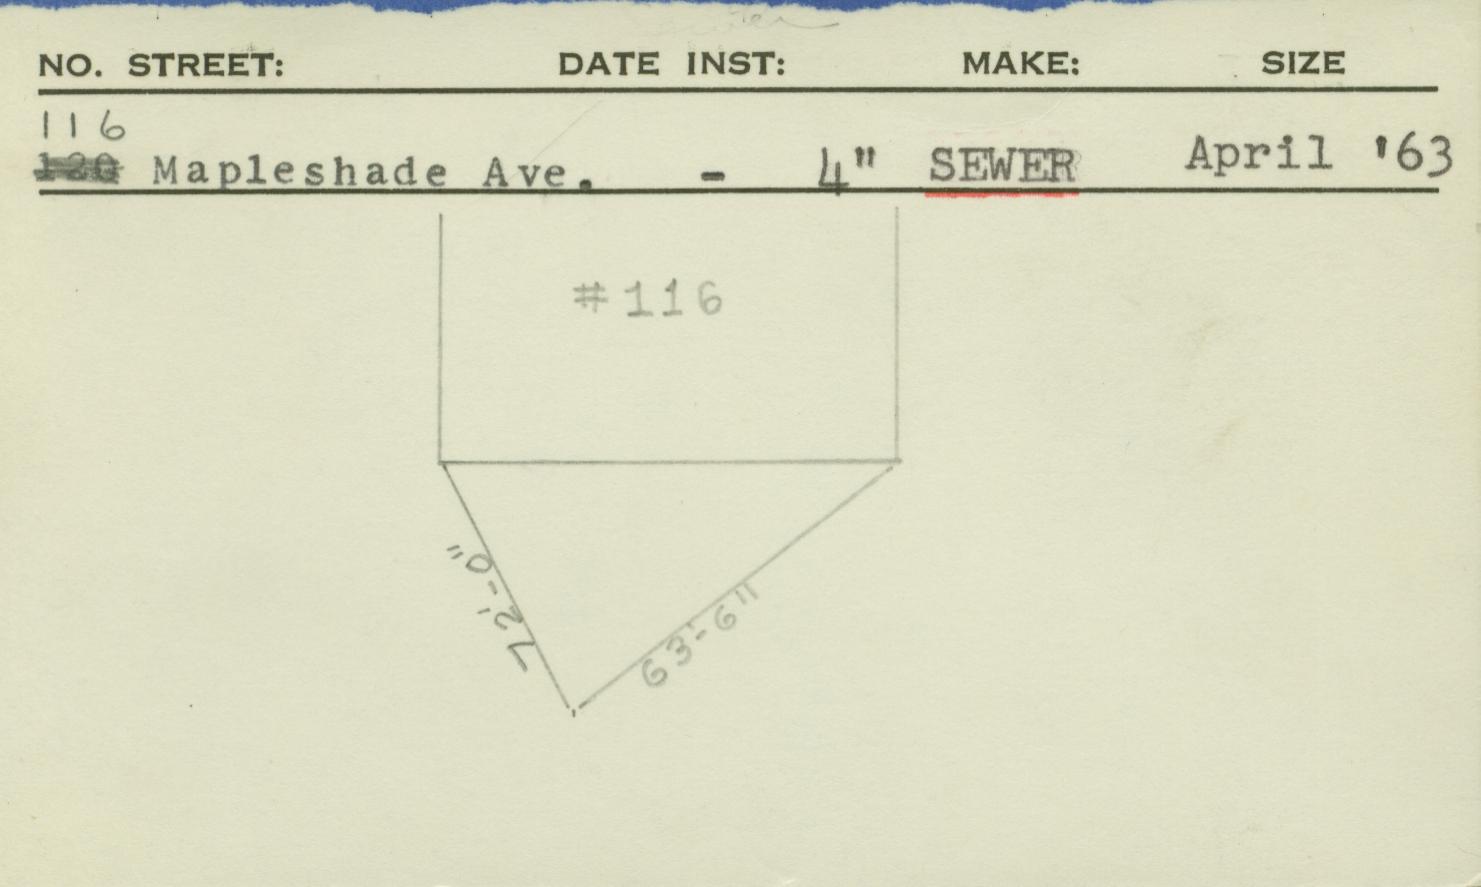 NO. STREET: DATE INST: MAKE: SIZE
116
120 Mapleshade Ave. - 4" SEWER April '63
#116
72'-0"
63'-6"